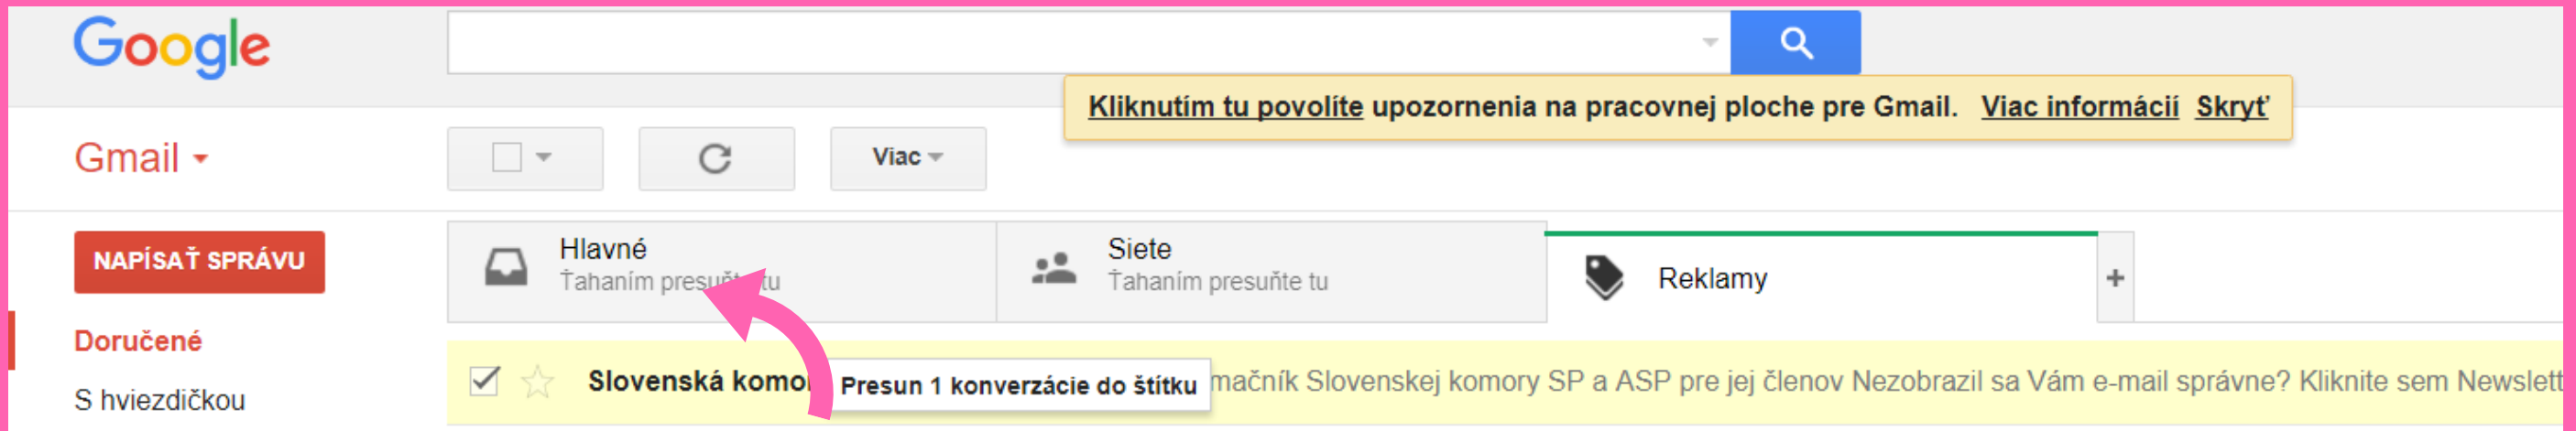 Google
Kliknutím tu povolíte upozornenia na pracovnej ploche pre Gmail. Viac informácií Skryť
Gmail
Viac
NAPÍSAŤ SPRÁVU
Hlavné
Ťahaním presuňte tu
Siete
Ťahaním presuňte tu
Reklamy
+
Doručené
Slovenská komo Presun 1 konverzácie do štítku mačník Slovenskej komory SP a ASP pre jej členov Nezobrazil sa Vám e-mail správne? Kliknite sem Newslett
S hviezdičkou